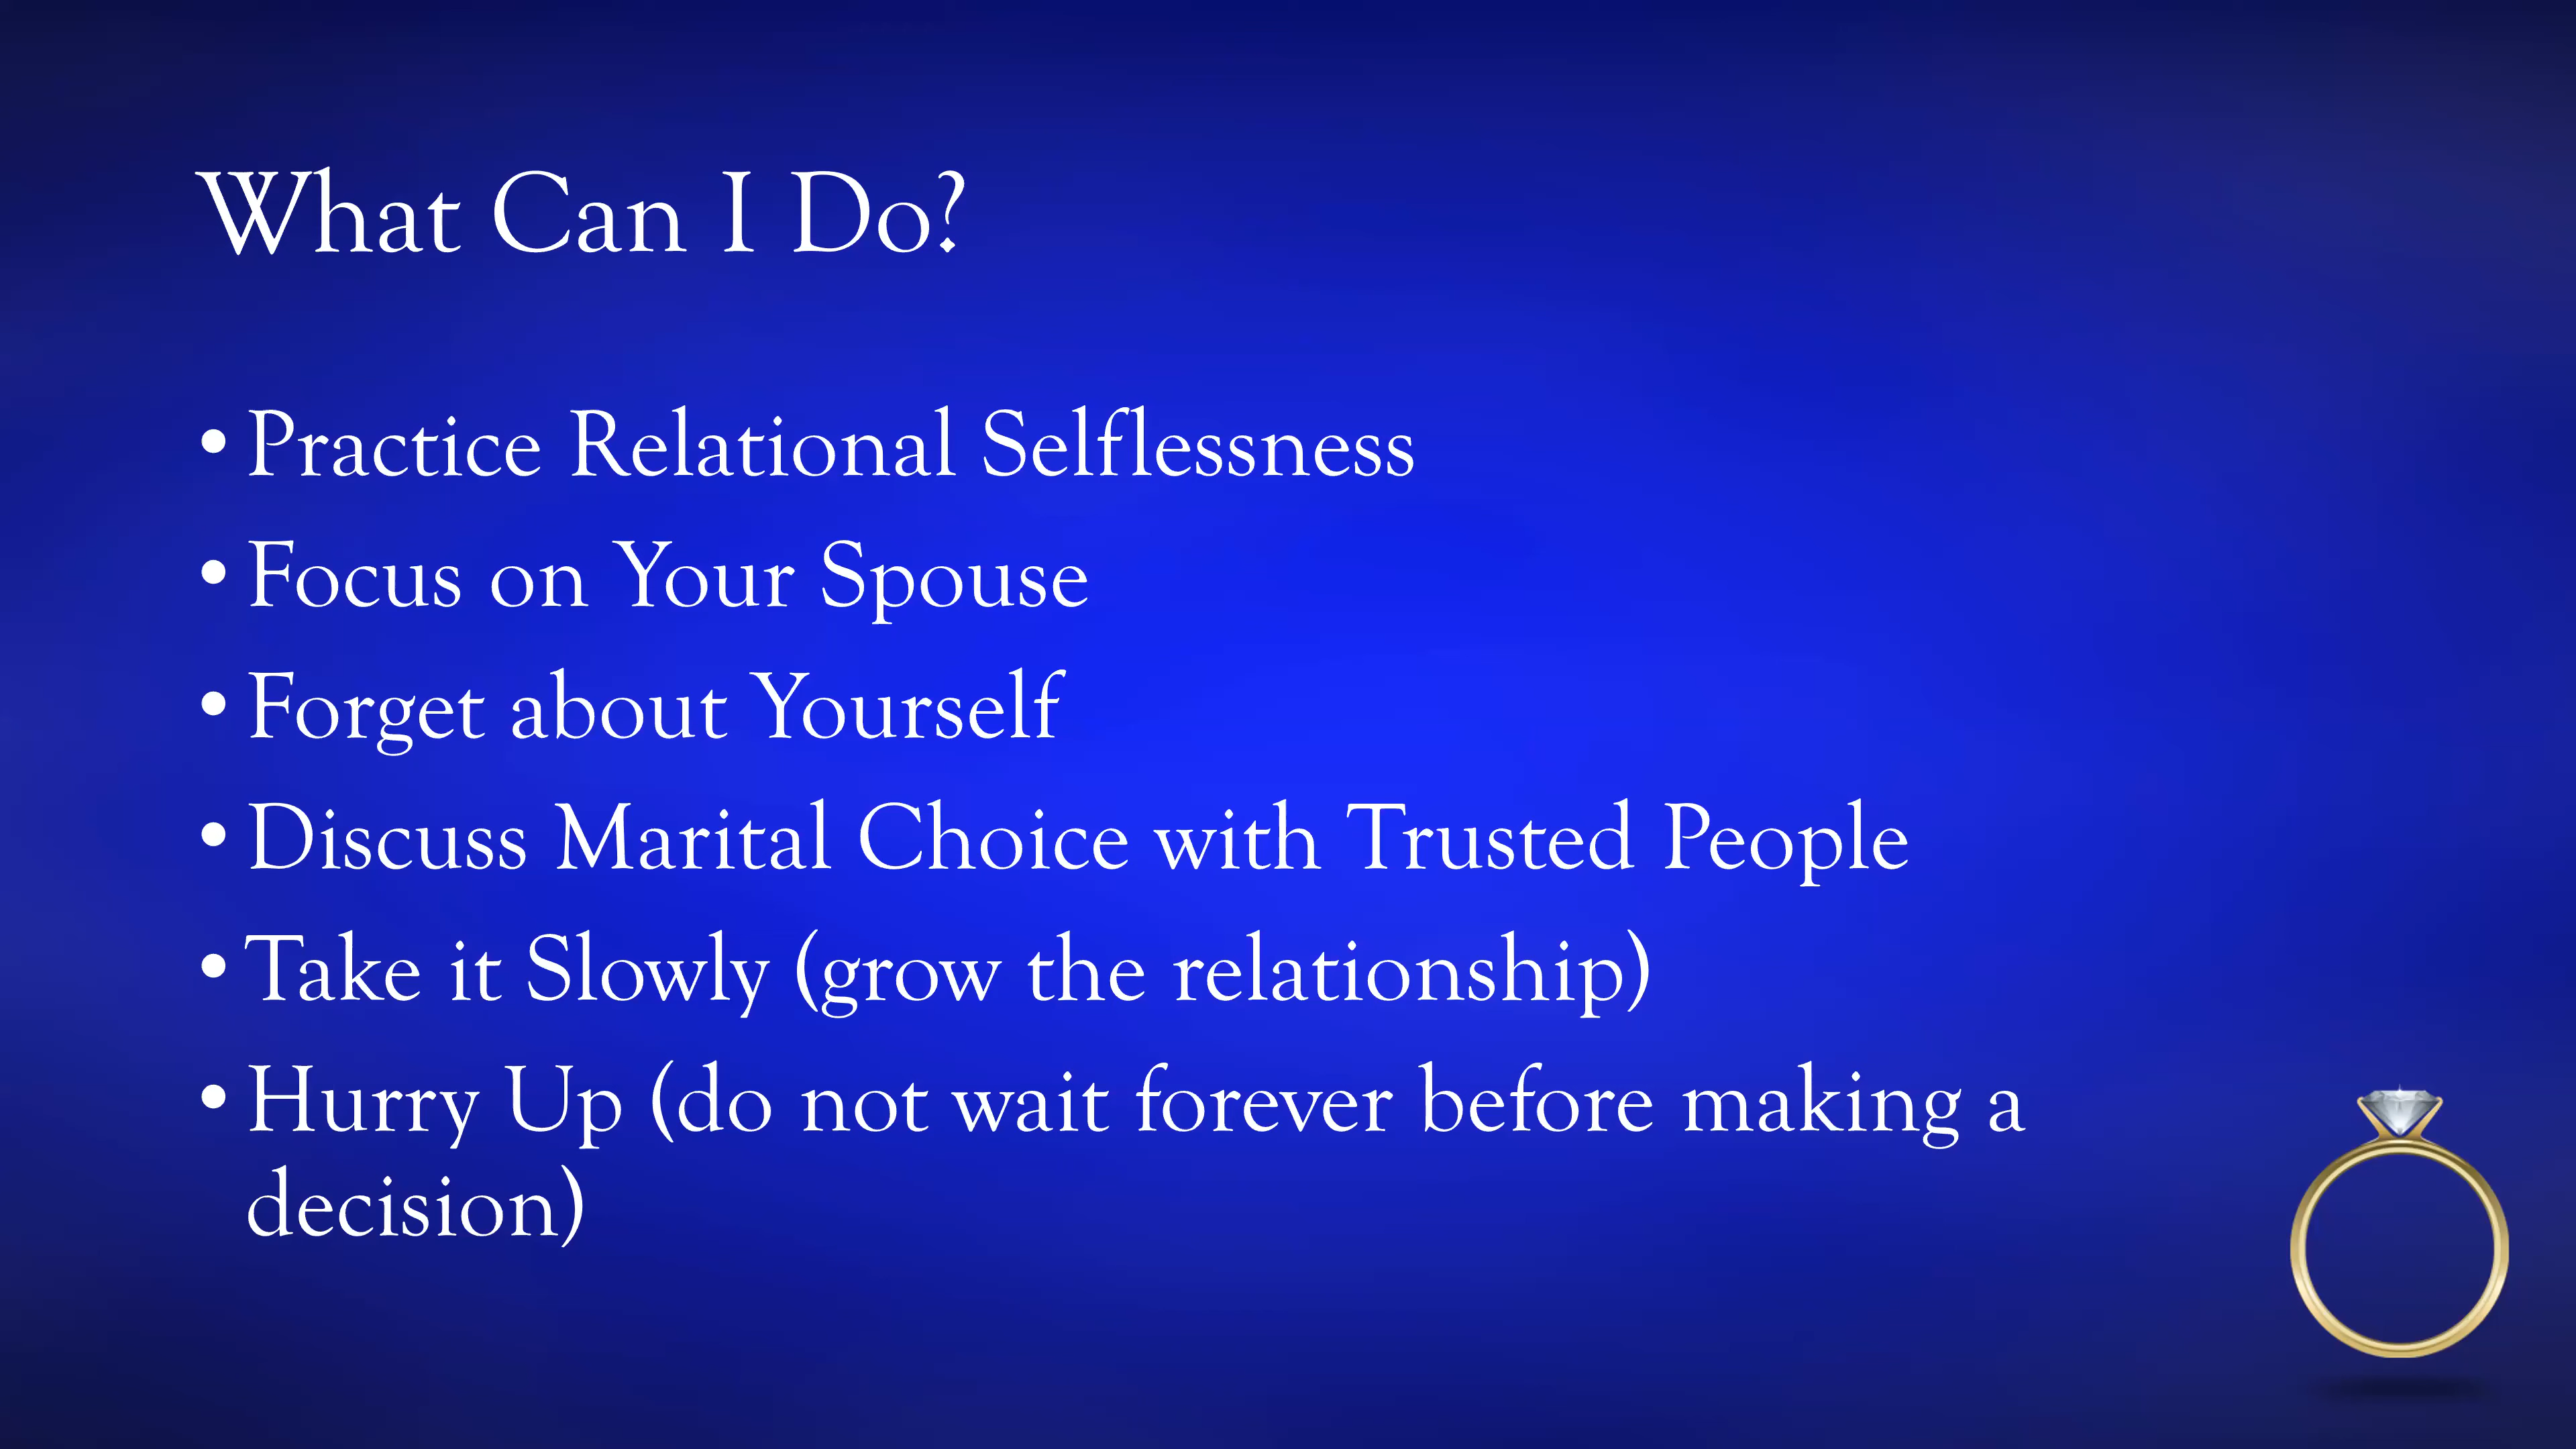 What Can I Do?
• Practice Relational Selflessness
• Focus on Your Spouse
• Forget about Yourself
• Discuss Marital Choice with Trusted People
• Take it Slowly (grow the relationship)
• Hurry Up (do not wait forever before making a
decision)